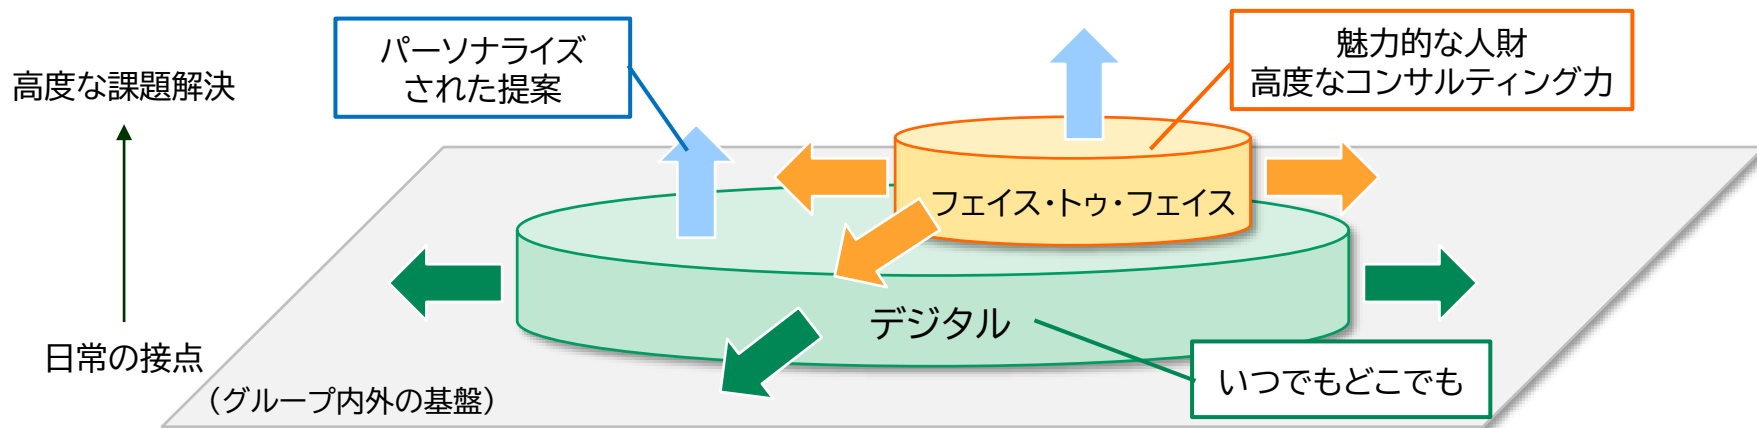 パーソナライズ
された提案
魅力的な人財
高度なコンサルティング力
高度な課題解決
フェイス・トゥ・フェイス
デジタル
日常の接点
いつでもどこでも
（グループ内外の基盤）